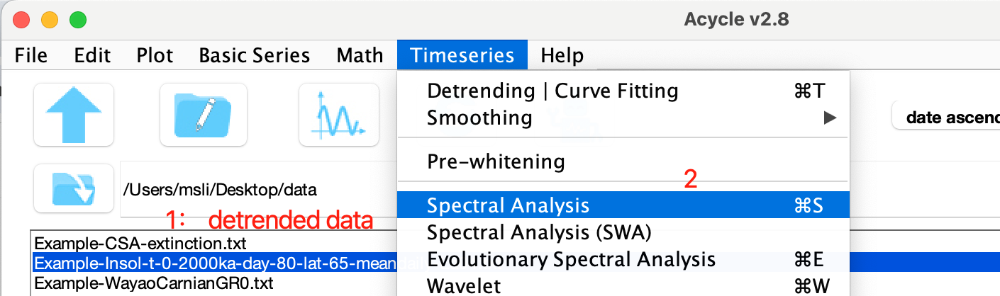 Acycle v2.8
File Edit Plot Basic Series Math Timeseries Help
Detrending | Curve Fitting ⌘T
Smoothing ▶
date ascend
Pre-whitening
/Users/msli/Desktop/data
2
Spectral Analysis ⌘S
1: detrended data
Spectral Analysis (SWA)
Example-CSA-extinction.txt
Evolutionary Spectral Analysis ⌘E
Example-Insol-t-0-2000ka-day-80-lat-65-mean
Wavelet ⌘W
Example-WayaoCarnianGR0.txt